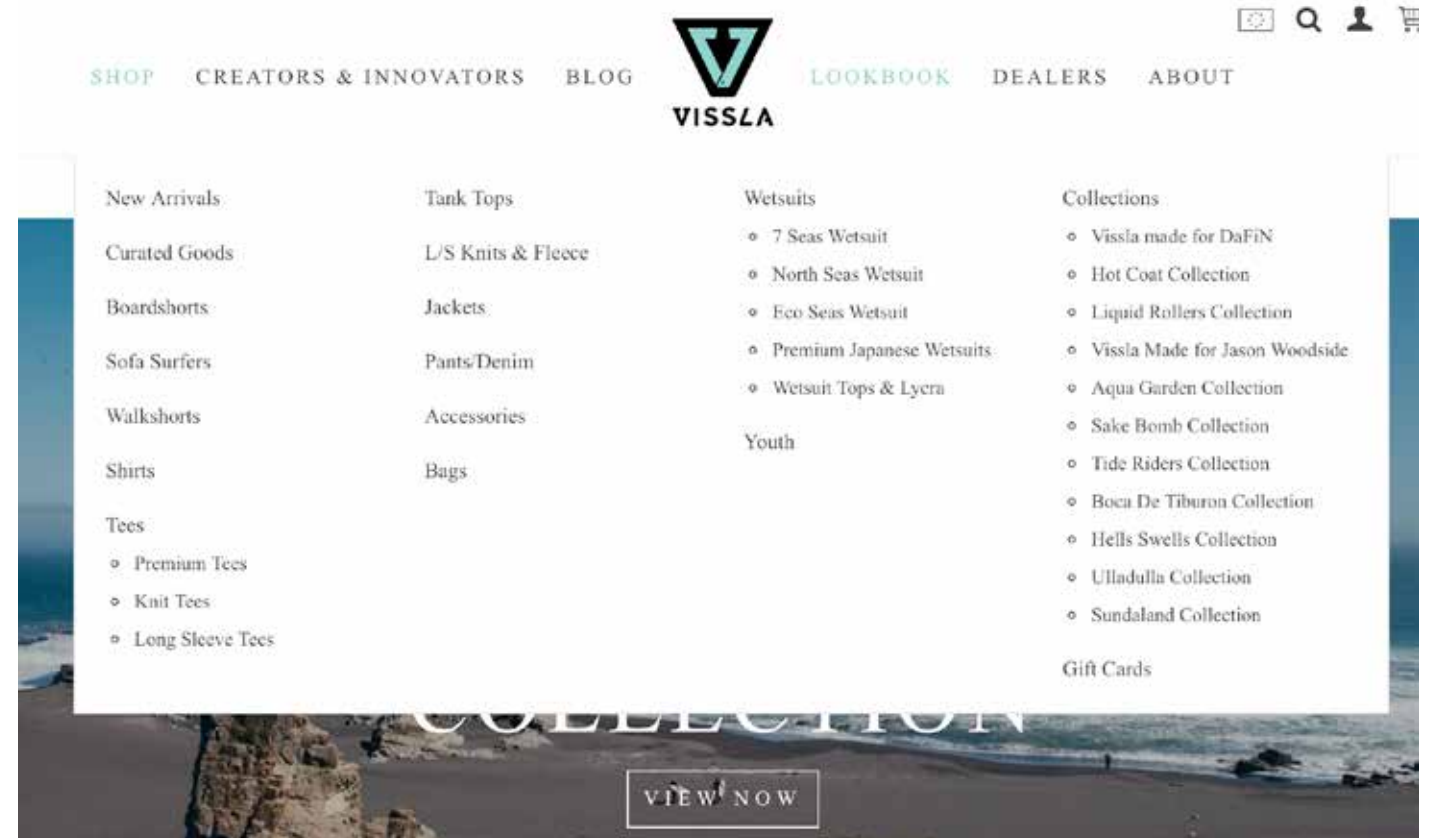 SHOP
CREATORS & INNOVATORS
BLOG
VISSLA
LOOKBOOK
DEALERS
ABOUT
New Arrivals
Curated Goods
Boardshorts
Sofa Surfers
Walkshorts
Shirts
Tees
Premium Tees
Knit Tees
Long Sleeve Tees
Tank Tops
L/S Knits & Fleece
Jackets
Pants/Denim
Accessories
Bags
Wetsuits
7 Seas Wetsuit
North Seas Wetsuit
Eco Seas Wetsuit
Premium Japanese Wetsuits
Wetsuit Tops & Lycra
Youth
Collections
Vissla made for DaFiN
Hot Coat Collection
Liquid Rollers Collection
Vissla Made for Jason Woodside
Aqua Garden Collection
Sake Bomb Collection
Tide Riders Collection
Boca De Tiburon Collection
Hells Swells Collection
Ulladulla Collection
Sundaland Collection
Gift Cards
COLLECTION
VIEW NOW